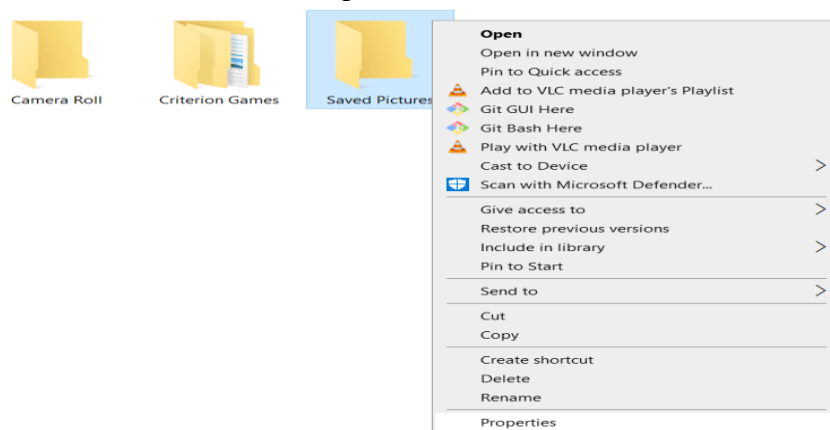 Camera Roll
Criterion Games
Saved Pictures
Open
Open in new window
Pin to Quick access
Add to VLC media player's Playlist
Git GUI Here
Git Bash Here
Play with VLC media player
Cast to Device
Scan with Microsoft Defender...
Give access to
Restore previous versions
Include in library
Pin to Start
Send to
Cut
Copy
Create shortcut
Delete
Rename
Properties